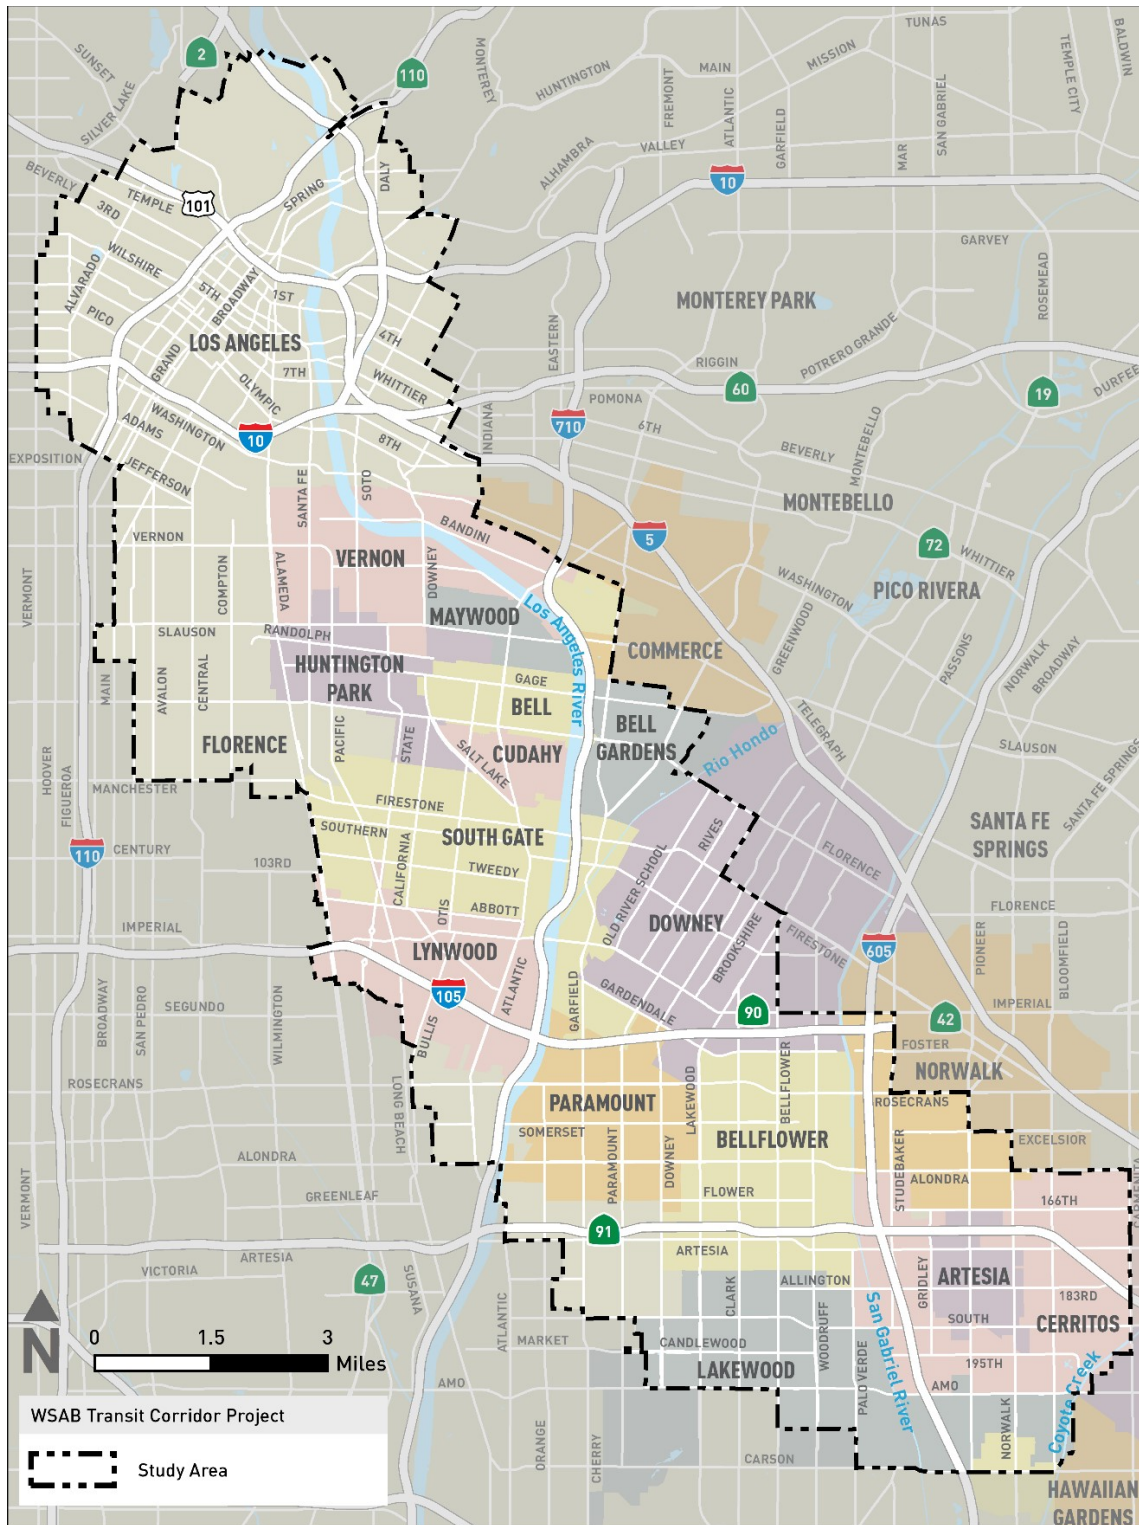 TUNAS
2
SUNSET
SILVER LAKE
110
MONTEREY
HUNTINGTON
MAIN
MISSION
FREMONT
ATLANTIC
GARFIELD
MAR
SAN GABRIEL
TEMPLE CITY
BALDWIN
VALLEY
ALHAMBRA
10
DALY
BEVERLY
TEMPLE
101
SPRING
3RD
WILSHIRE
ALVARADO
5TH
BROADWAY
1ST
PICO
GRAND
LOS ANGELES
7TH
4TH
OLYMPIC
WHITTIER
GARVEY
ROSEMEAD
MONTEREY PARK
EASTERN
RIGGIN
POTRERO GRANDE
60
19
DURFEE
POMONA
6TH
INDIANA
710
BEVERLY
MONTEBELLO
MONTEBELLO
WASHINGTON
ADAMS
10
8TH
EXPOSITION
JEFFERSON
SANTA FE
SOTO
BANDINI
5
72
WHITTIER
WASHINGTON
PICO RIVERA
VERNON
VERNON
COMPTON
ALAMEDA
DOWNEY
VERMONT
MAYWOOD
Los Angeles River
GREENWOOD
PASSONS
NORWALK
BROADWAY
SLAUSON
RANDOLPH
COMMERCE
HUNTINGTON
PARK
MAIN
AVALON
CENTRAL
GAGE
BELL
BELL
GARDENS
TELEGRAPH
FLORENCE
PACIFIC
STATE
SALT LAKE
CUDAHY
Rio Hondo
SLAUSON
SANTA FE SPRINGS
HOOVER
FIGUEROA
MANCHESTER
FIRESTONE
SOUTHERN
SOUTH GATE
RIVES
SANTA FE
SPRINGS
110
CENTURY
103RD
CALIFORNIA
TWEEDY
OLD RIVER SCHOOL
FLORENCE
OTIS
ABBOTT
DOWNEY
BROOKSHIRE
FLORENCE
IMPERIAL
LYNWOOD
FIRESTONE
605
PIONEER
BLOOMFIELD
105
ATLANTIC
GARFIELD
GARDENDALE
90
42
IMPERIAL
BROADWAY
SAN PEDRO
SEGUNDO
WILMINGTON
BULLIS
FOSTER
NORWALK
ROSECRANS
LONG BEACH
PARAMOUNT
LAKEWOOD
BELLFLOWER
ROSECRANS
SOMERSET
BELLFLOWER
EXCELSIOR
ALONDRA
PARAMOUNT
DOWNEY
STUDEBAKER
ALONDRA
CARMENITA
VERMONT
GREENLEAF
FLOWER
166TH
91
ARTESIA
ARTESIA
VICTORIA
47
SUSANA
CLARK
ALLINGTON
GRIDLEY
ARTESIA
183RD
San Gabriel River
N
0 1.5 3
Miles
ATLANTIC
MARKET
CANDLEWOOD
WOODRUFF
SOUTH
CERRITOS
LAKEWOOD
PALO VERDE
195TH
AMO
AMO
Coyote Creek
WSAB Transit Corridor Project
Study Area
ORANGE
CHERRY
CARSON
NORWALK
HAWAIIAN
GARDENS